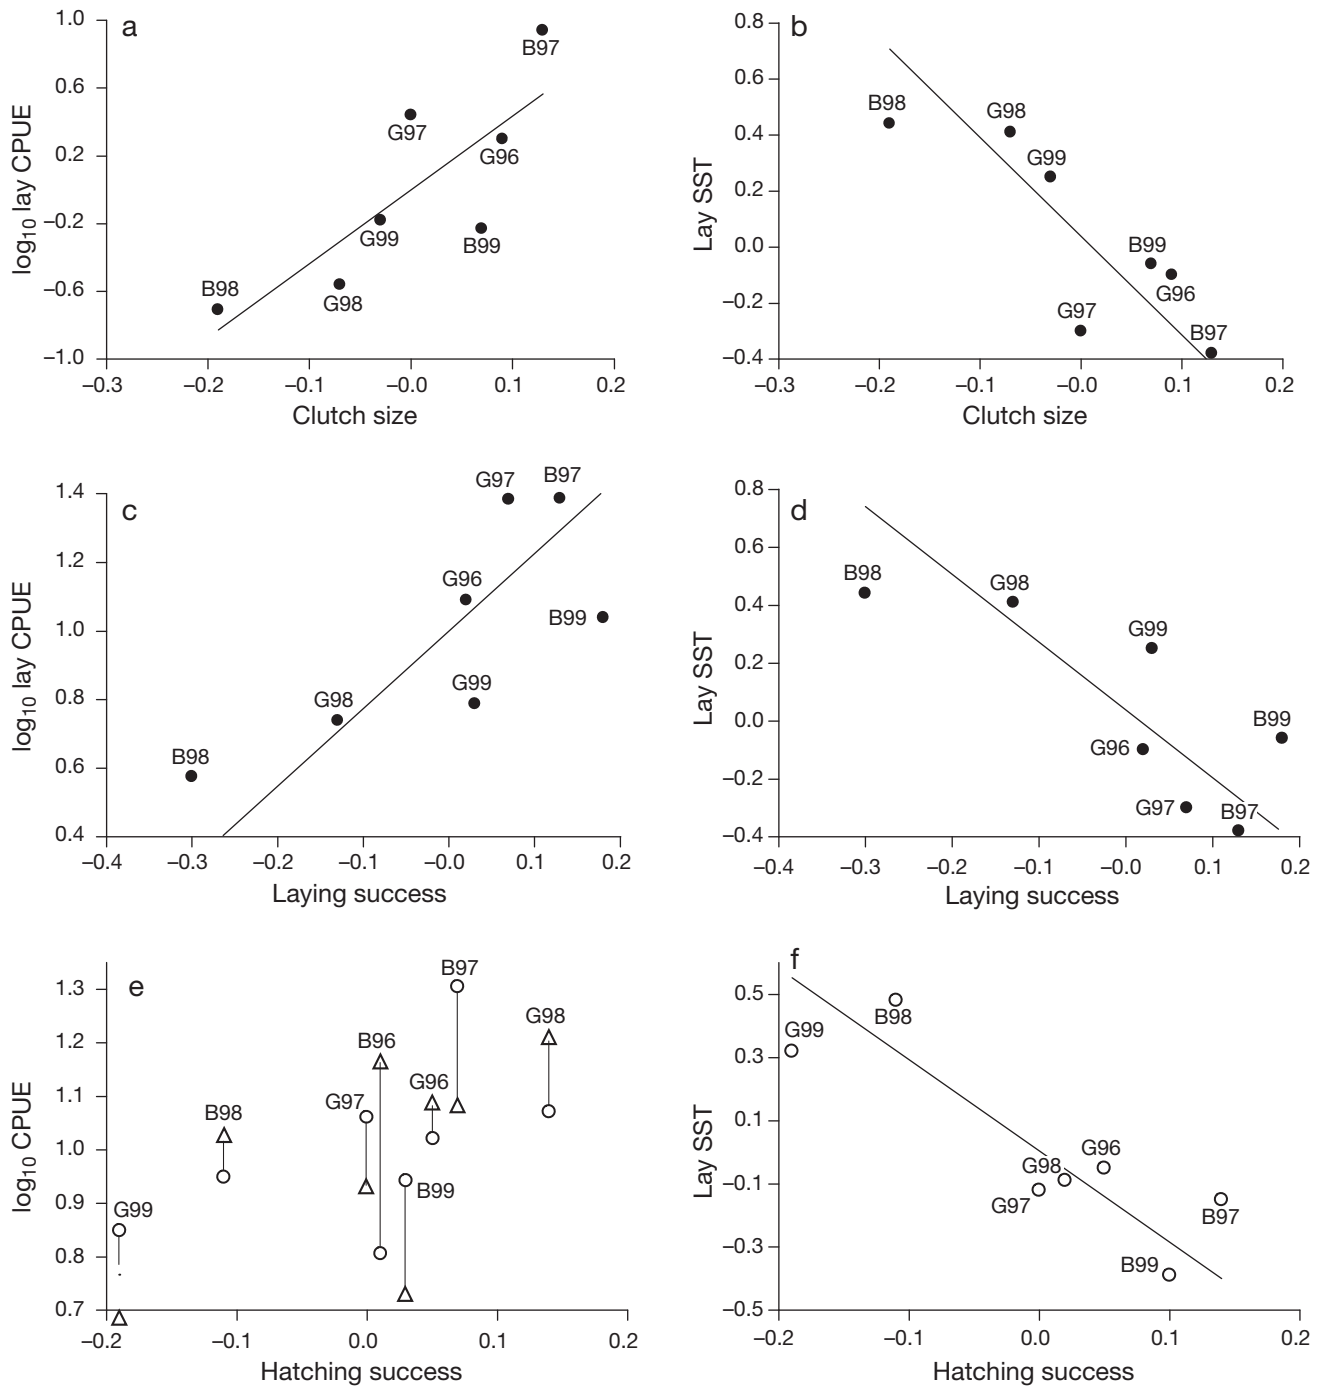 a
1.0
0.6
0.2
−0.2
−0.6
−1.0
log10 lay CPUE
B97
G97
G96
G99
B99
B98
G98
−0.3
−0.2
−0.1
−0.0
0.1
0.2
Clutch size
b
0.8
0.6
0.4
0.2
0.0
−0.2
−0.4
Lay SST
B98
G98
G99
B99
G96
G97
B97
−0.3
−0.2
−0.1
−0.0
0.1
0.2
Clutch size
c
1.4
1.2
1.0
0.8
0.6
0.4
log10 lay CPUE
G97
B97
G96
B99
G99
G98
B98
−0.4
−0.3
−0.2
−0.1
−0.0
0.1
0.2
Laying success
d
0.8
0.6
0.4
0.2
0.0
−0.2
−0.4
Lay SST
B98
G98
G99
B99
G96
G97
B97
−0.4
−0.3
−0.2
−0.1
−0.0
0.1
0.2
Laying success
e
1.3
1.2
1.1
1.0
0.9
0.8
0.7
log10 CPUE
B97
G98
B96
G96
G97
B98
B99
G99
−0.2
−0.1
0.0
0.1
0.2
Hatching success
f
0.5
0.3
0.1
−0.1
−0.3
−0.5
Lay SST
G99
B98
G96
G98
G97
B97
B99
−0.2
−0.1
0.0
0.1
0.2
Hatching success